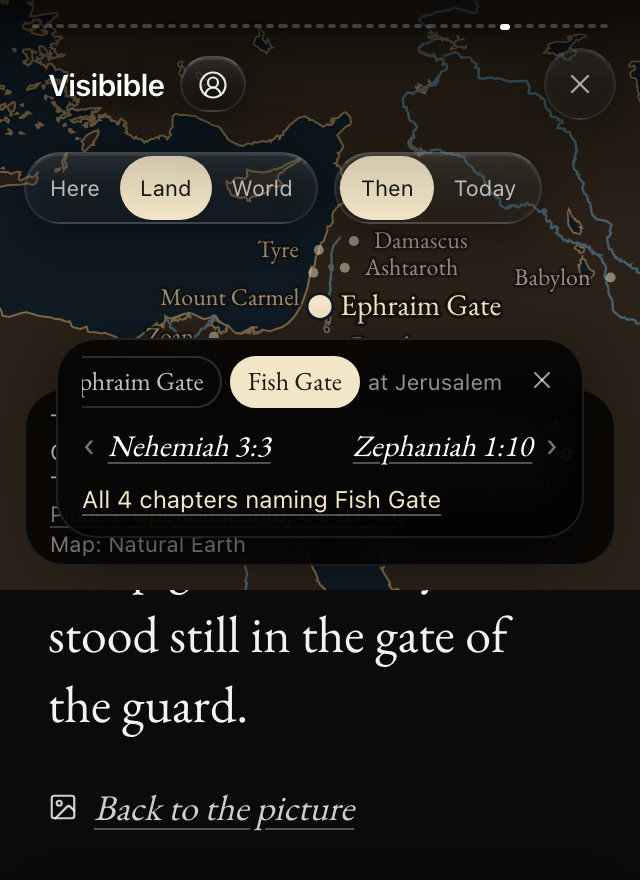 Visibible
Here Land World Then Today
Tyre Damascus
Ashtaroth
Babylon
Mount Carmel Ephraim Gate
Zoan
phraim Gate Fish Gate at Jerusalem
‹ Nehemiah 3:3 Zephaniah 1:10 ›
All 4 chapters naming Fish Gate
Map: Natural Earth
stood still in the gate of
the guard.
Back to the picture